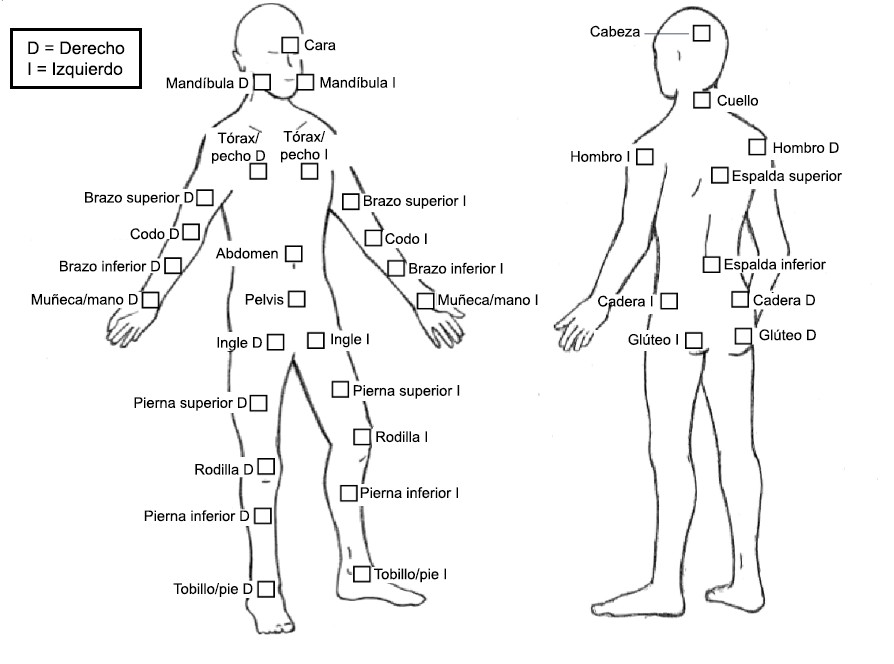 D = Derecho
I = Izquierdo
Cara
Mandíbula D
Mandíbula I
Tórax/
pecho D
Tórax/
pecho I
Brazo superior D
Brazo superior I
Codo D
Codo I
Abdomen
Brazo inferior D
Brazo inferior I
Muñeca/mano D
Pelvis
Muñeca/mano I
Ingle D
Ingle I
Pierna superior D
Pierna superior I
Rodilla I
Rodilla D
Pierna inferior I
Pierna inferior D
Tobillo/pie I
Tobillo/pie D
Cabeza
Cuello
Hombro I
Hombro D
Espalda superior
Espalda inferior
Cadera I
Cadera D
Glúteo I
Glúteo D